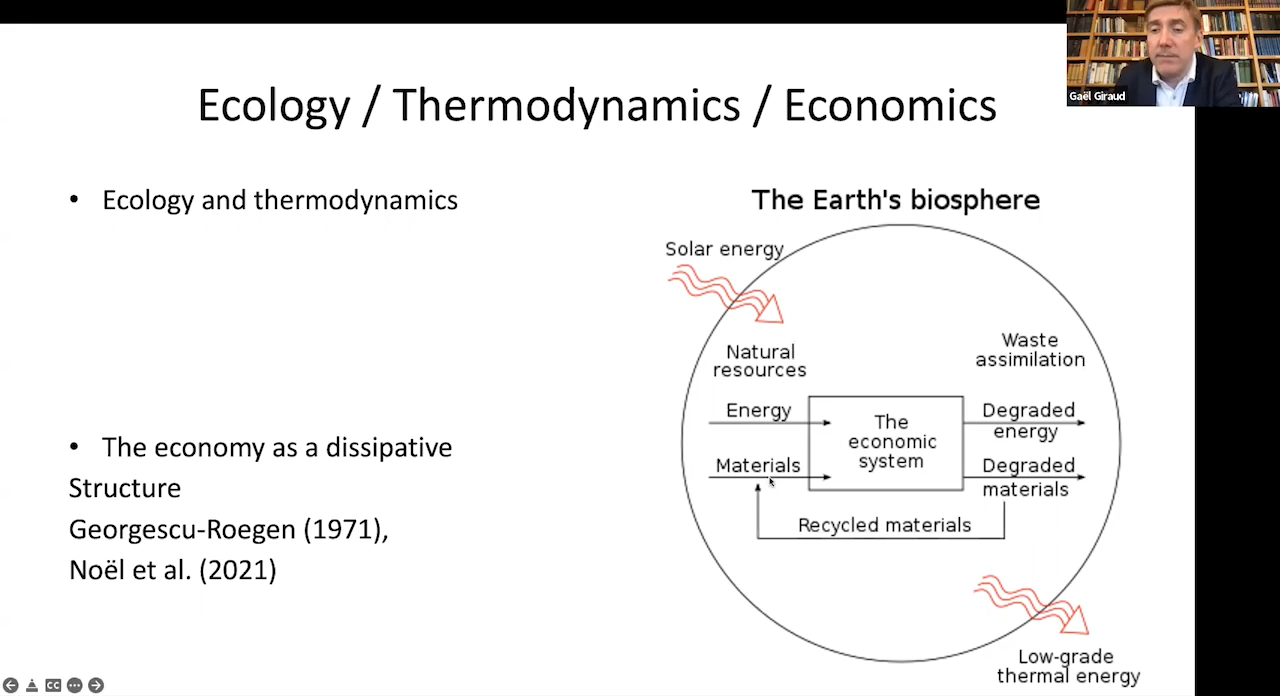 Gaël Giraud
Ecology / Thermodynamics / Economics
• Ecology and thermodynamics
• The economy as a dissipative
Structure
Georgescu-Roegen (1971),
Noël et al. (2021)
The Earth's biosphere
Solar energy
Natural
resources
Waste
assimilation
Energy
Materials
The
economic
system
Degraded
energy
Degraded
materials
Recycled materials
Low-grade
thermal energy
CC